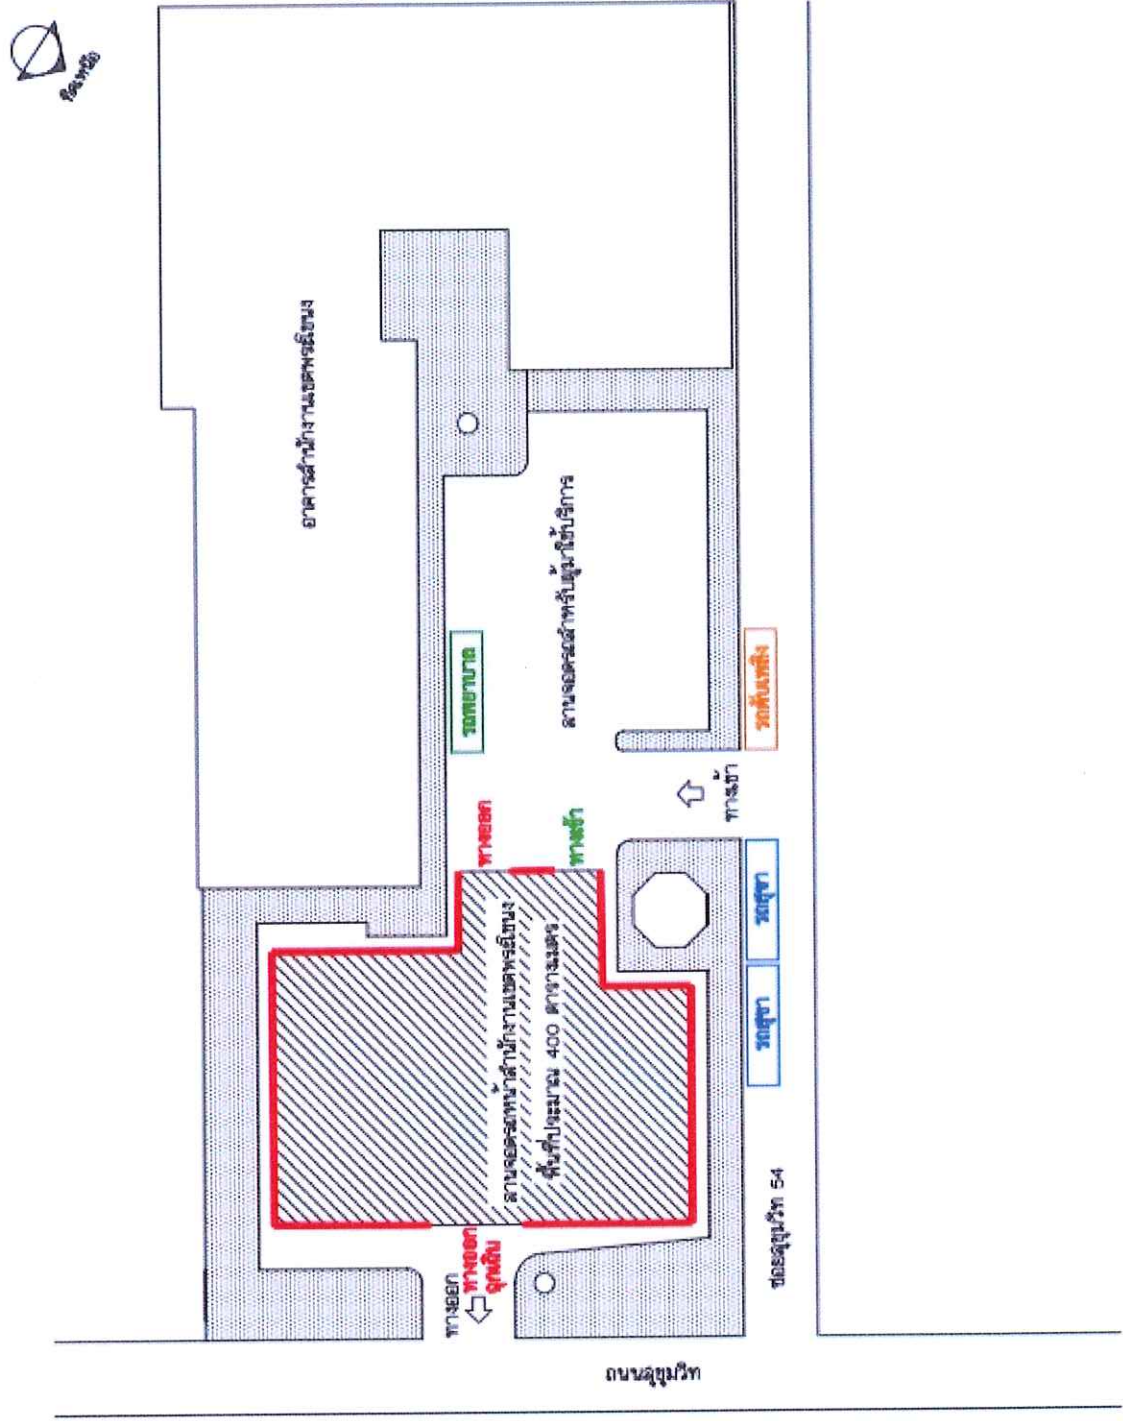 ทิศเหนือ
อาคารสำนักงานเขตพระโขนง
ลานจอดรถสำหรับผู้มาใช้บริการ
รถพยาบาล
รถดับเพลิง
ทางออก
ทางเข้า
ทางเข้า
รถสุขา
รถสุขา
ลานจอดรถหน้าสำนักงานเขตพระโขนง
พื้นที่ประมาณ 400 ตารางเมตร
ทางออก
ทางออก
ฉุกเฉิน
ซอยสุขุมวิท 54
ถนนสุขุมวิท